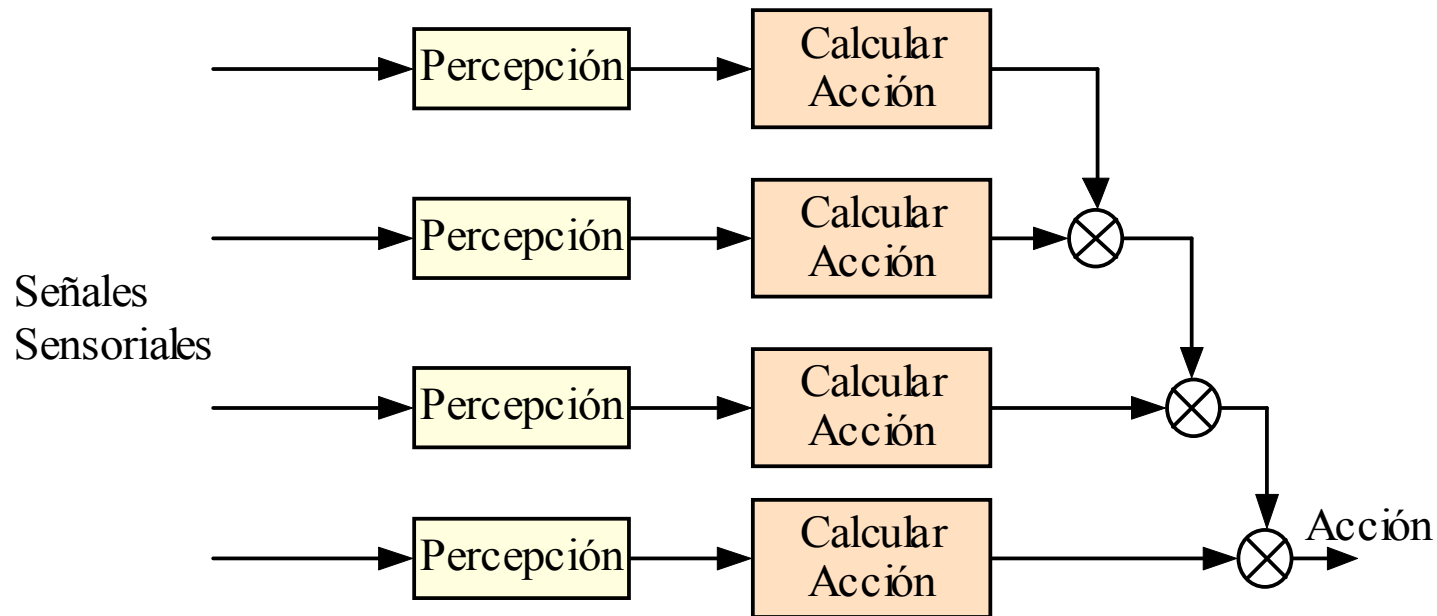 Percepción
Calcular
Acción
Percepción
Calcular
Acción
Señales
Sensoriales
Percepción
Calcular
Acción
Percepción
Calcular
Acción
Acción